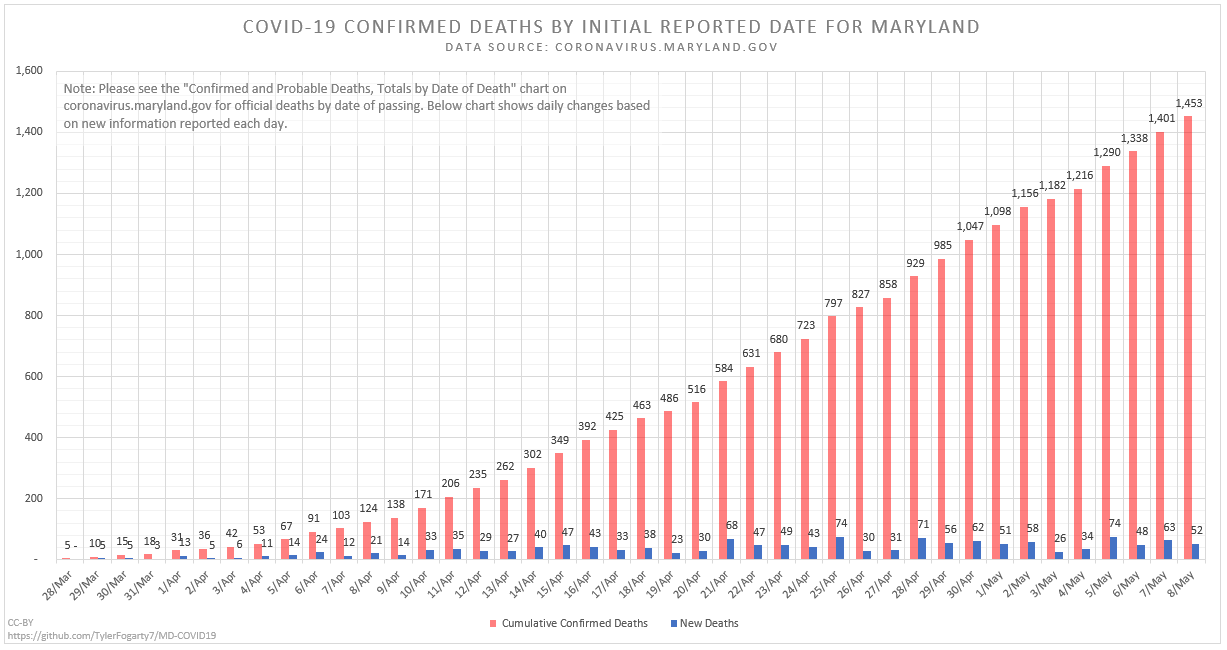 COVID-19 CONFIRMED DEATHS BY INITIAL REPORTED DATE FOR MARYLAND
DATA SOURCE: CORONAVIRUS.MARYLAND.GOV
Note: Please see the "Confirmed and Probable Deaths, Totals by Date of Death" chart on
coronavirus.maryland.gov for official deaths by date of passing. Below chart shows daily changes based
on new information reported each day.
1,600
1,400
1,200
1,000
800
600
400
200
-
5 10 15 18 31 36 42 53 67 91 103 124 138 171 206 235 262 302 349 392 425 463 486 516 584 631 680 723 797 827 858 929 985 1,047 1,098 1,156 1,182 1,216 1,290 1,338 1,401 1,453
- 5 5 3 13 5 6 11 14 24 12 21 14 33 35 29 27 40 47 43 33 38 23 30 68 47 49 43 74 30 31 71 56 62 51 58 26 34 74 48 63 52
28/Mar 29/Mar 30/Mar 31/Mar 1/Apr 2/Apr 3/Apr 4/Apr 5/Apr 6/Apr 7/Apr 8/Apr 9/Apr 10/Apr 11/Apr 12/Apr 13/Apr 14/Apr 15/Apr 16/Apr 17/Apr 18/Apr 19/Apr 20/Apr 21/Apr 22/Apr 23/Apr 24/Apr 25/Apr 26/Apr 27/Apr 28/Apr 29/Apr 30/Apr 1/May 2/May 3/May 4/May 5/May 6/May 7/May 8/May
Cumulative Confirmed Deaths New Deaths
CC-BY
https://github.com/TylerFogarty7/MD-COVID19